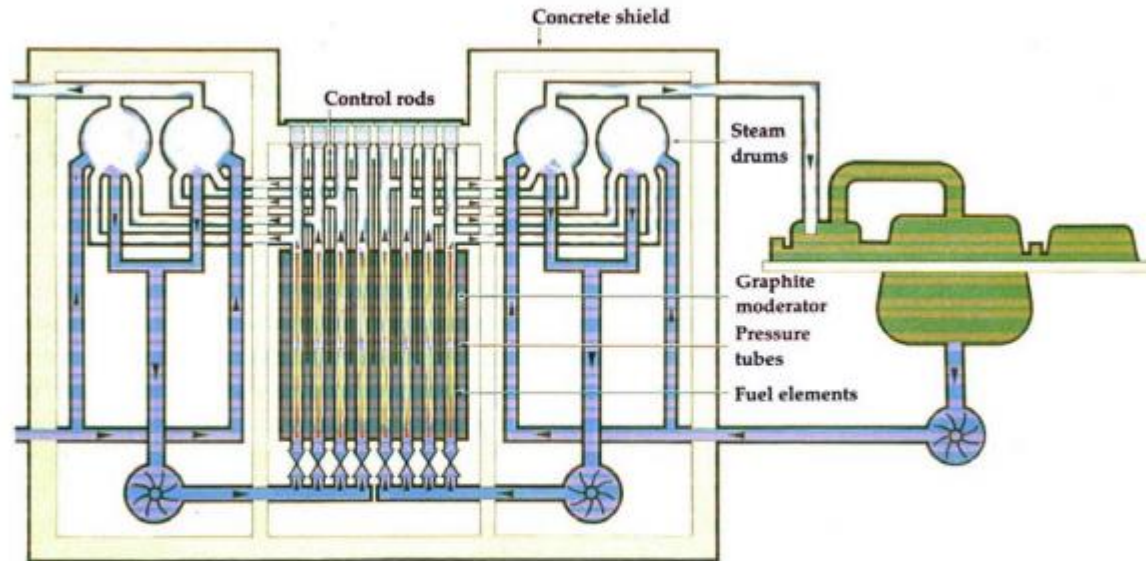 Concrete shield
Control rods
Steam
drums
Graphite
moderator
Pressure
tubes
Fuel elements